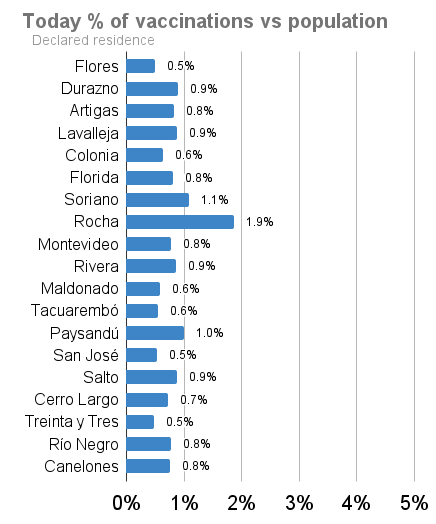 Today % of vaccinations vs population
Declared residence
Flores 0.5%
Durazno 0.9%
Artigas 0.8%
Lavalleja 0.9%
Colonia 0.6%
Florida 0.8%
Soriano 1.1%
Rocha 1.9%
Montevideo 0.8%
Rivera 0.9%
Maldonado 0.6%
Tacuarembó 0.6%
Paysandú 1.0%
San José 0.5%
Salto 0.9%
Cerro Largo 0.7%
Treinta y Tres 0.5%
Río Negro 0.8%
Canelones 0.8%
0% 1% 2% 3% 4% 5%